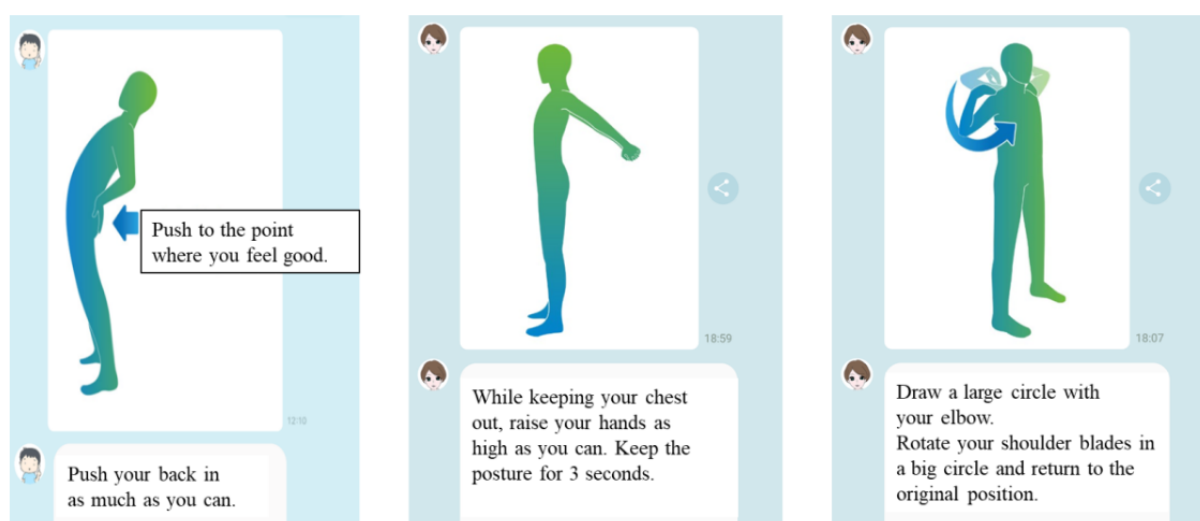 Push to the point
where you feel good.
12:10
Push your back in
as much as you can.
18:59
While keeping your chest
out, raise your hands as
high as you can. Keep the
posture for 3 seconds.
18:07
Draw a large circle with
your elbow.
Rotate your shoulder blades in
a big circle and return to the
original position.